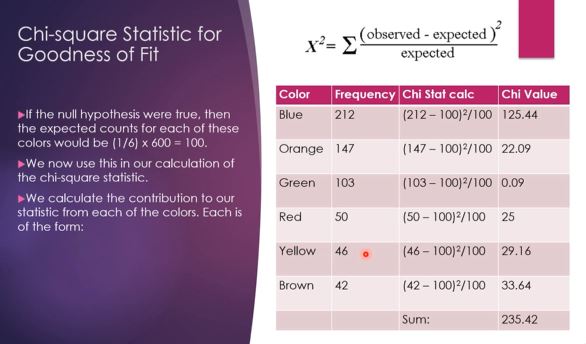 Chi-square Statistic for
Goodness of Fit
If the null hypothesis were true, then
the expected counts for each of these
colors would be (1/6) x 600 = 100.
We now use this in our calculation of
the chi-square statistic.
We calculate the contribution to our
statistic from each of the colors. Each is
of the form:
X²= ∑ (observed - expected)² / expected
Color Frequency Chi Stat calc Chi Value
Blue 212 (212 – 100)²/100 125.44
Orange 147 (147 – 100)²/100 22.09
Green 103 (103 – 100)²/100 0.09
Red 50 (50 – 100)²/100 25
Yellow 46 (46 – 100)²/100 29.16
Brown 42 (42 – 100)²/100 33.64
Sum: 235.42